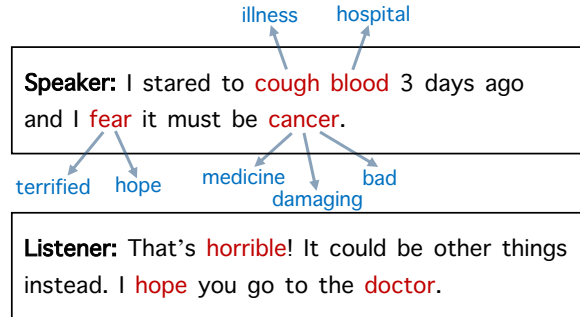 illness hospital
Speaker: I stared to cough blood 3 days ago
and I fear it must be cancer.
terrified hope medicine damaging bad
Listener: That's horrible! It could be other things
instead. I hope you go to the doctor.